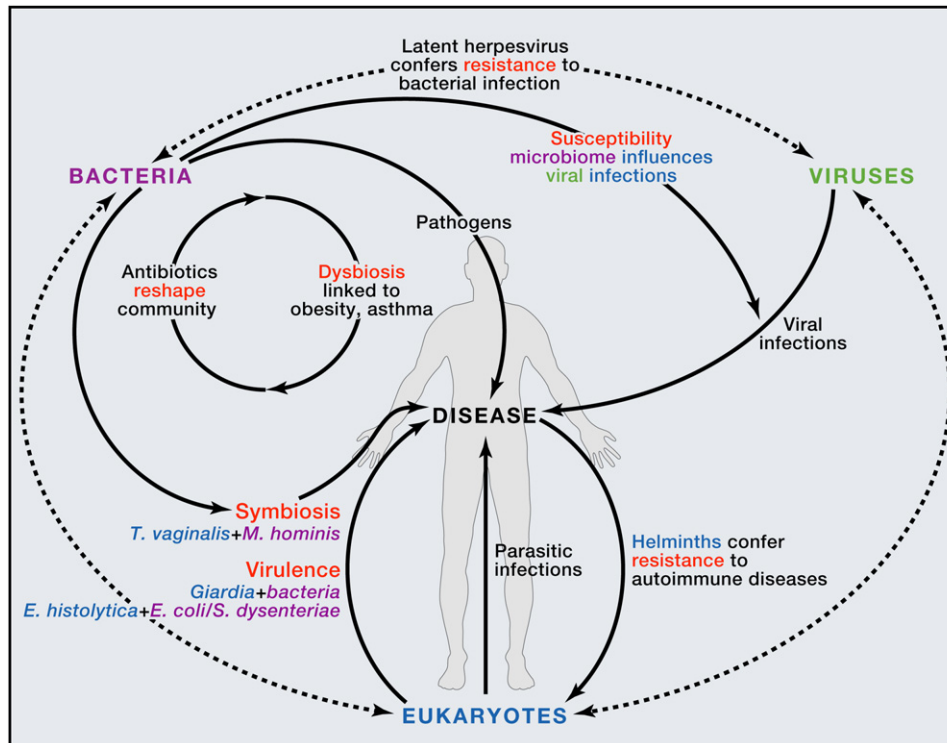 Latent herpesvirus
confers resistance to
bacterial infection
Susceptibility
microbiome influences
viral infections
BACTERIA
VIRUSES
Pathogens
Antibiotics
reshape
community
Dysbiosis
linked to
obesity, asthma
Viral
infections
DISEASE
Symbiosis
T. vaginalis+M. hominis
Virulence
Giardia+bacteria
E. histolytica+E. coli/S. dysenteriae
Parasitic
infections
Helminths confer
resistance to
autoimmune diseases
EUKARYOTES